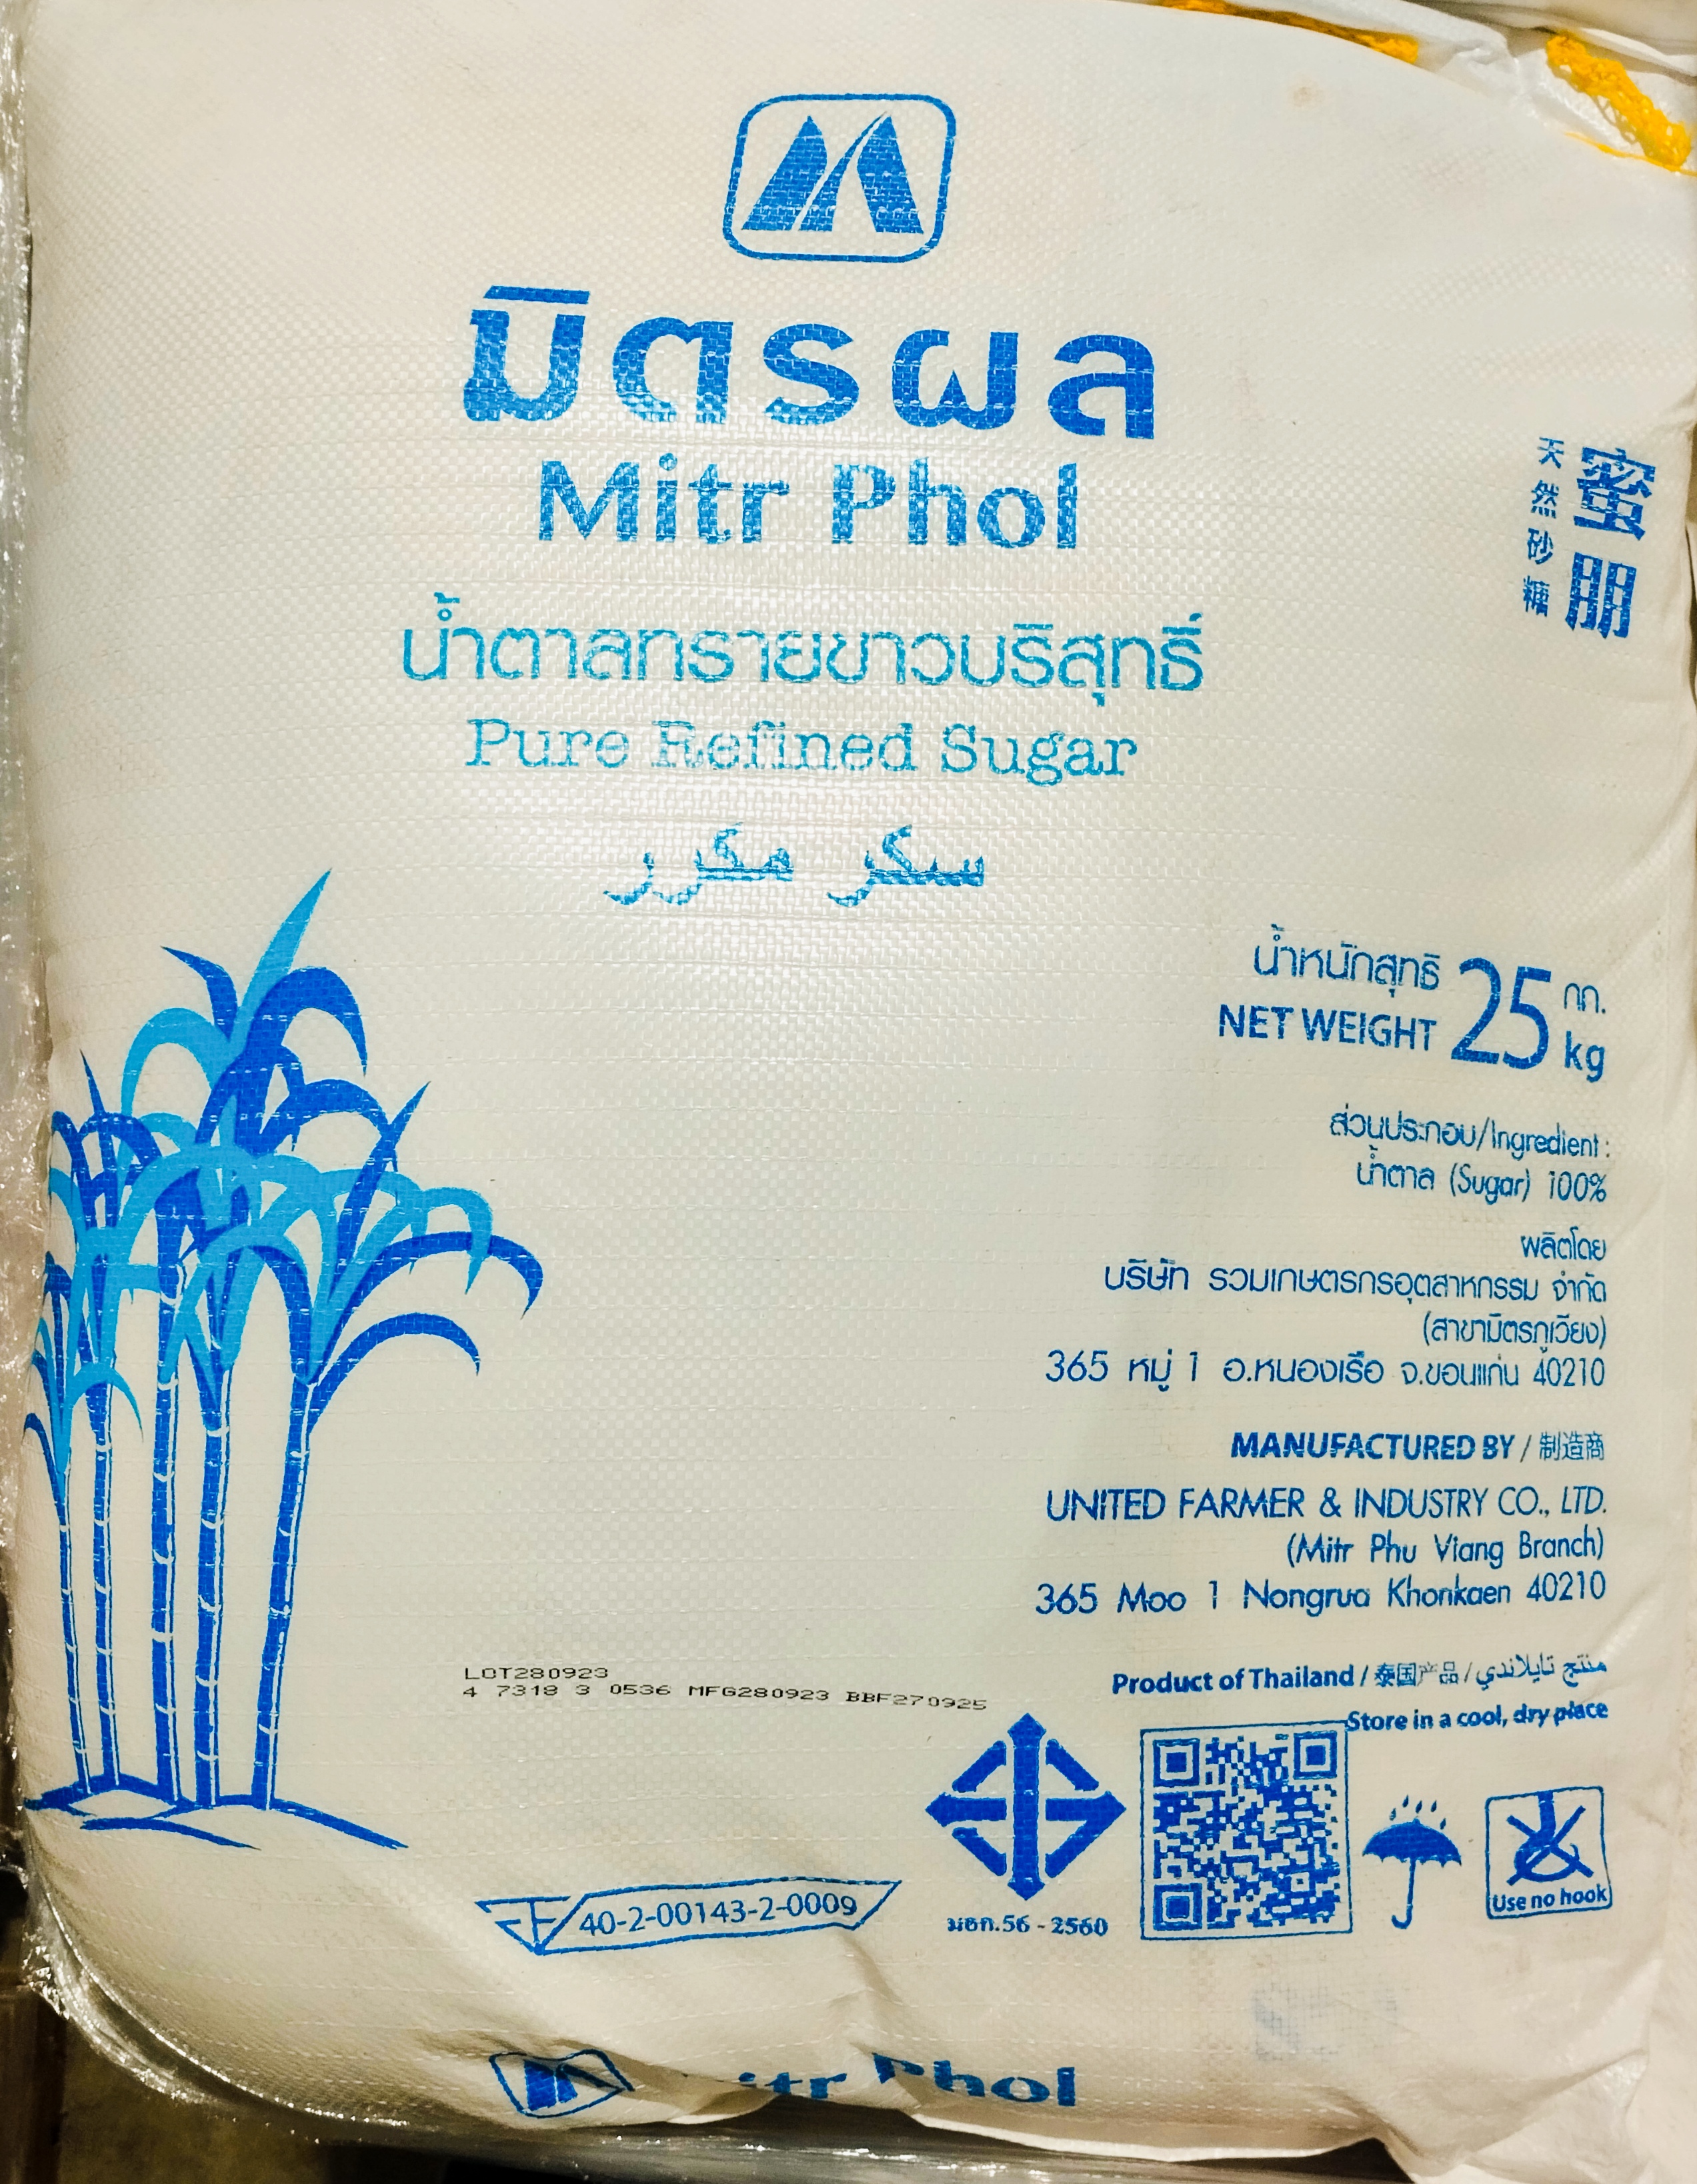 มิตรผล
Mitr Phol
蜜朋
天然砂糖
น้ำตาลทรายขาวบริสุทธิ์
Pure Refined Sugar
سكر مكرر
น้ำหนักสุทธิ 25 กก.
NET WEIGHT kg
ส่วนประกอบ/Ingredient :
น้ำตาล (Sugar) 100%
ผลิตโดย
บริษัท รวมเกษตรกรอุตสาหกรรม จำกัด
(สาขามิตรภูเวียง)
365 หมู่ 1 อ.หนองเรือ จ.ขอนแก่น 40210
MANUFACTURED BY / 制造商
UNITED FARMER & INDUSTRY CO., LTD.
(Mitr Phu Viang Branch)
365 Moo 1 Nongrua Khonkaen 40210
LOT280923
4 7318 3 0536 MFG280923 BBF270925
Product of Thailand / 泰国产品 / منتج تايلاندي
Store in a cool, dry place
40-2-00143-2-0009
มอก.56 - 2560
Use no hook
Mitr Phol